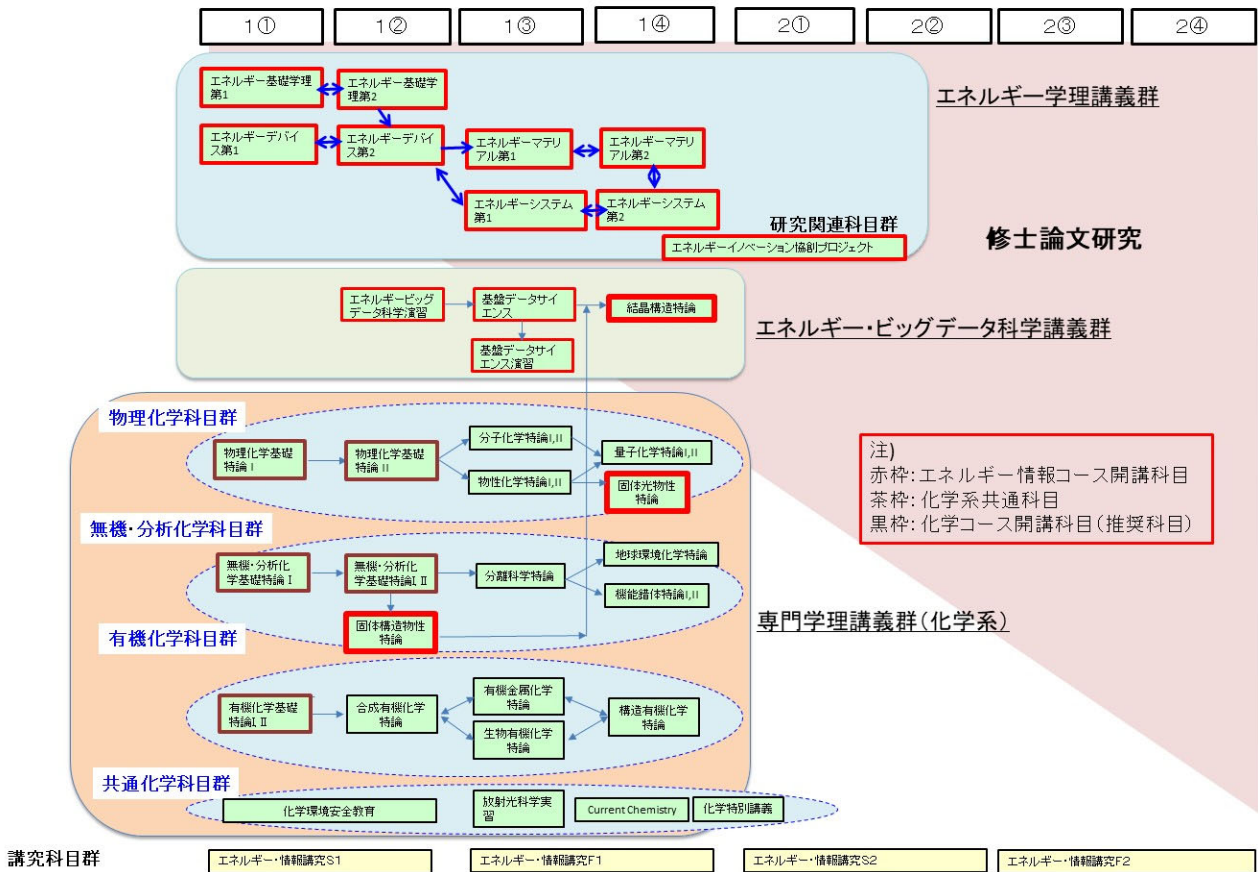 1① 1② 1③ 1④ 2① 2② 2③ 2④
エネルギー基礎学理
第1
エネルギー基礎学
理第2
エネルギー学理講義群
エネルギーデバイ
ス第1
エネルギーデバイ
ス第2
エネルギーマテリ
アル第1
エネルギーマテリ
アル第2
エネルギーシステム
第1
エネルギーシステム
第2
研究関連科目群
エネルギーイノベーション協創プロジェクト
修士論文研究
エネルギービッグ
データ科学演習
基盤データサイ
エンス
結晶構造特論
基盤データサイ
エンス演習
エネルギー・ビッグデータ科学講義群
物理化学科目群
物理化学基礎
特論Ⅰ
物理化学基礎
特論Ⅱ
分子化学特論I,II
物性化学特論I,II
量子化学特論I,II
固体光物性
特論
注)
赤枠:エネルギー情報コース開講科目
茶枠:化学系共通科目
黒枠:化学コース開講科目(推奨科目)
無機・分析化学科目群
無機・分析化
学基礎特論Ⅰ
無機・分析化
学基礎特論I,Ⅱ
分離科学特論
地球環境化学特論
機能錯体特論I,II
固体構造物性
特論
専門学理講義群(化学系)
有機化学科目群
有機化学基礎
特論I,Ⅱ
合成有機化学
特論
有機金属化学
特論
生物有機化学
特論
構造有機化学
特論
共通化学科目群
化学環境安全教育
放射光科学実
習
Current Chemistry
化学特別講義
講究科目群
エネルギー・情報講究S1
エネルギー・情報講究F1
エネルギー・情報講究S2
エネルギー・情報講究F2